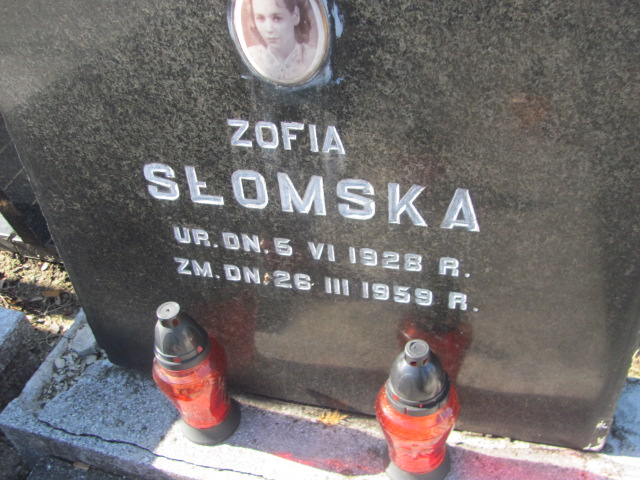 ZOFIA
SŁOMSKA
UR. DN. 5 VI 1928 R.
ZM. DN. 26 III 1959 R.